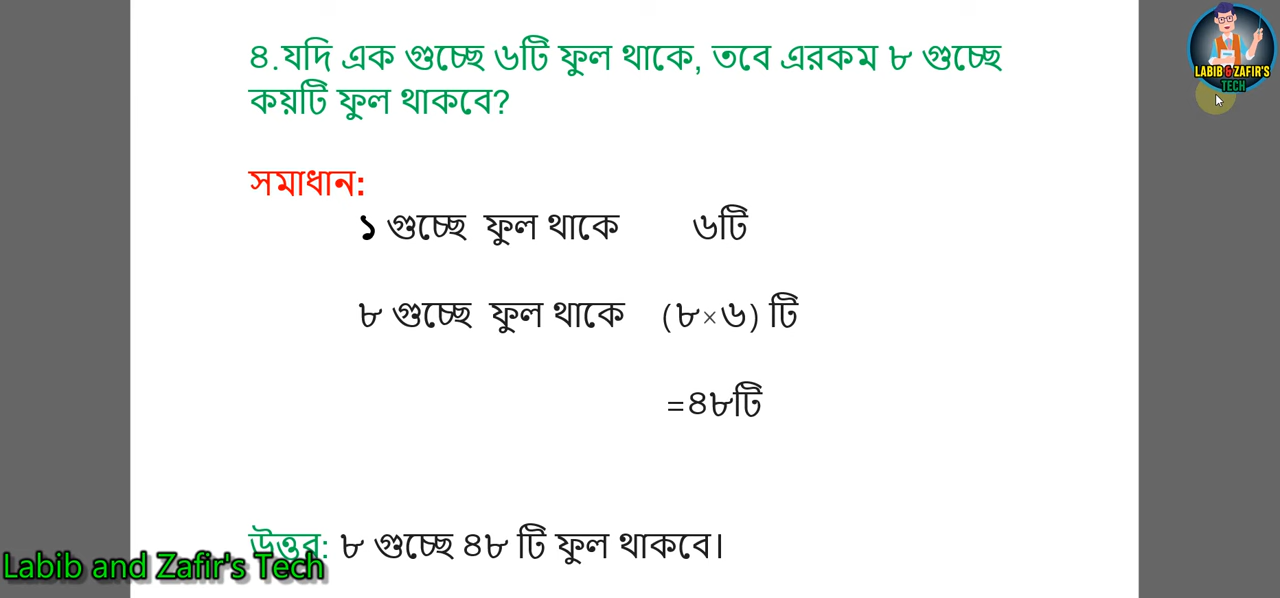 ৪.যদি এক গুচ্ছে ৬টি ফুল থাকে, তবে এরকম ৮ গুচ্ছে
কয়টি ফুল থাকবে?
সমাধান:
১ গুচ্ছে ফুল থাকে ৬টি
৮ গুচ্ছে ফুল থাকে (৮×৬) টি
=৪৮টি
উত্তর: ৮ গুচ্ছে ৪৮ টি ফুল থাকবে।
Labib and Zafir's Tech
LABIB & ZAFIR'S
TECH